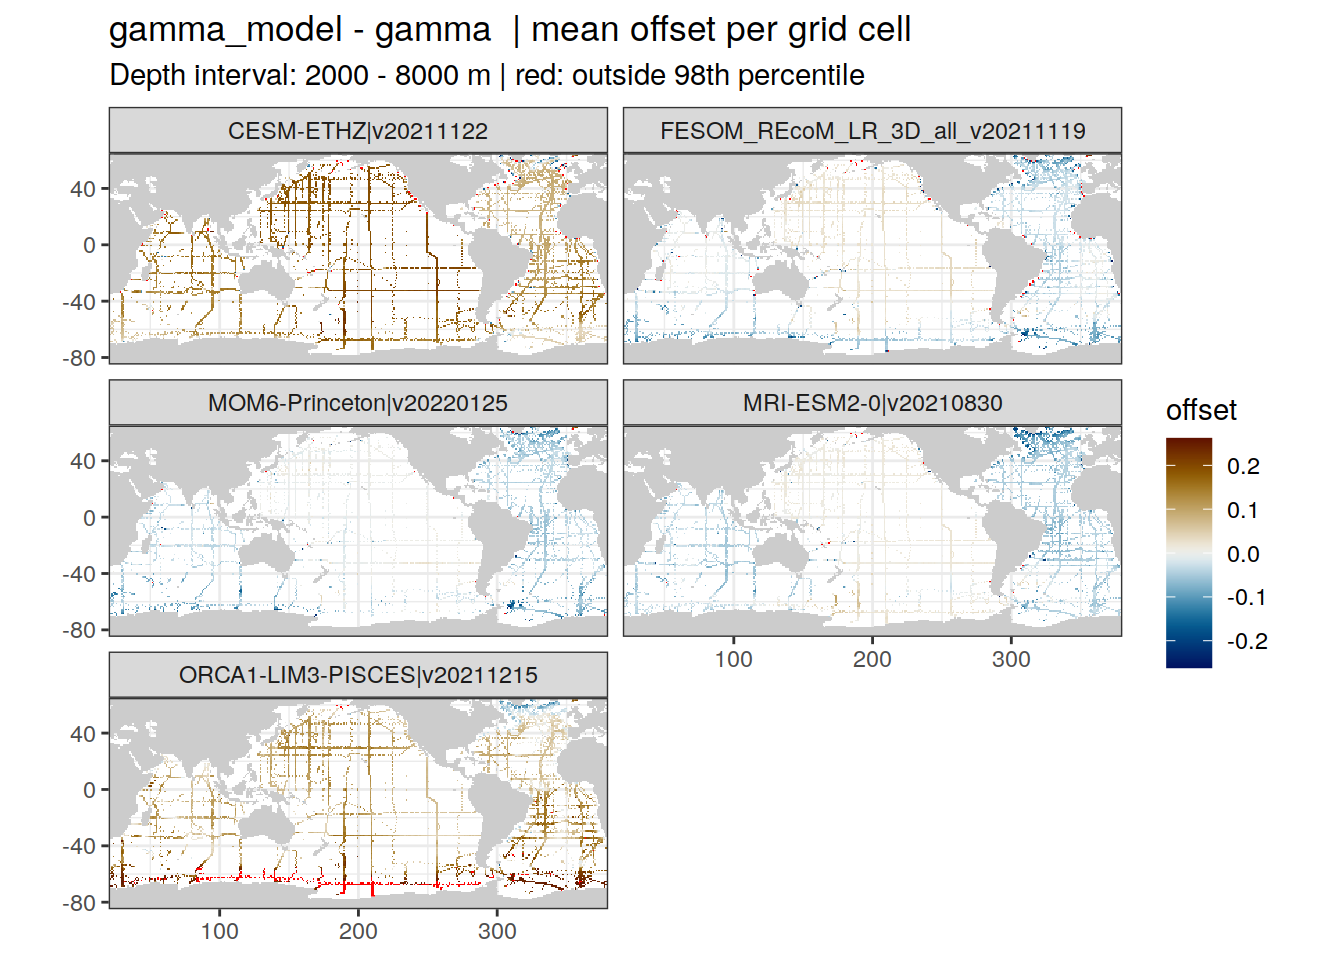 gamma_model - gamma  | mean offset per grid cell
Depth interval: 2000 - 8000 m | red: outside 98th percentile
CESM-ETHZ|v20211122
FESOM_REcoM_LR_3D_all_v20211119
40
0
-40
-80
MOM6-Princeton|v20220125
MRI-ESM2-0|v20210830
40
0
-40
-80
100
200
300
ORCA1-LIM3-PISCES|v20211215
40
0
-40
-80
100
200
300
offset
0.2
0.1
0.0
-0.1
-0.2